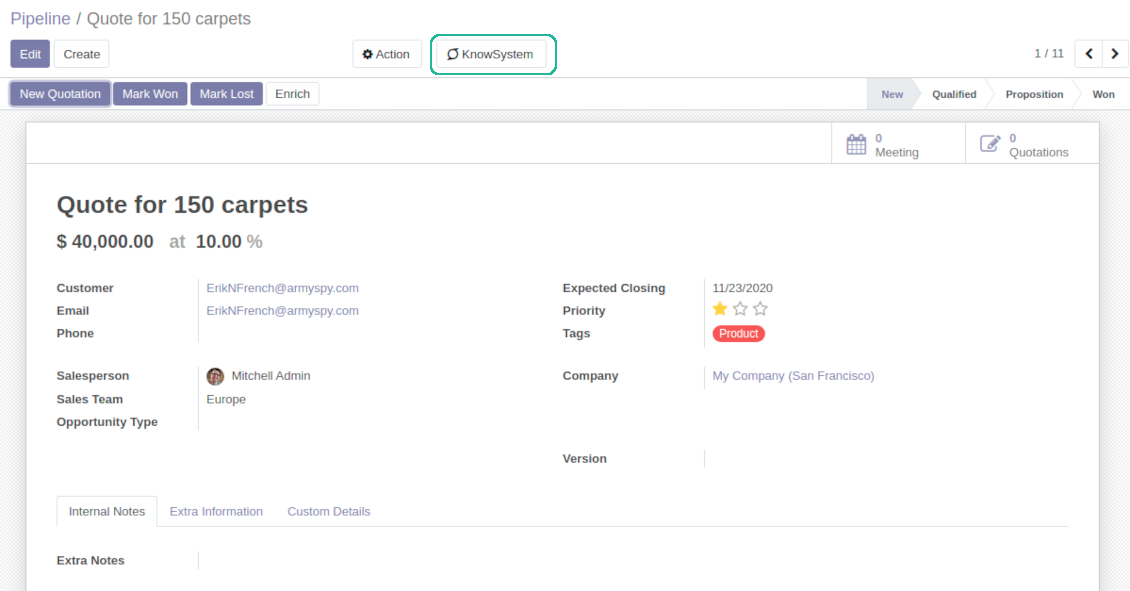 Pipeline / Quote for 150 carpets
Edit Create Action KnowSystem 1 / 11
New Quotation Mark Won Mark Lost Enrich New Qualified Proposition Won
0 Meeting 0 Quotations
Quote for 150 carpets
$ 40,000.00 at 10.00 %
Customer ErikNFrench@armyspy.com Expected Closing 11/23/2020
Email ErikNFrench@armyspy.com Priority
Phone Tags Product
Salesperson Mitchell Admin Company My Company (San Francisco)
Sales Team Europe
Opportunity Type
Version
Internal Notes Extra Information Custom Details
Extra Notes